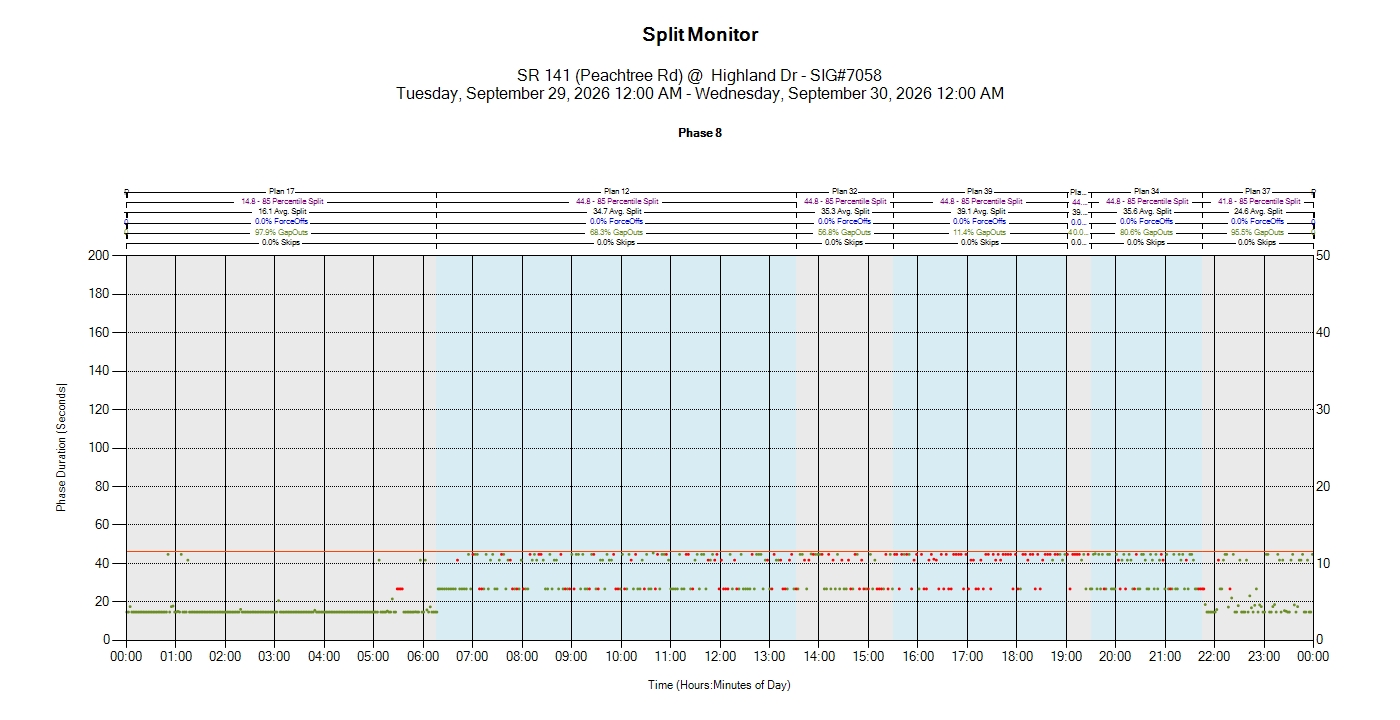 Split Monitor
SR 141 (Peachtree Rd) @ Highland Dr - SIG#7058
Tuesday, September 29, 2026 12:00 AM - Wednesday, September 30, 2026 12:00 AM
Phase 8
Plan 17 Plan 12 Plan 32 Plan 39 Pla... Plan 34 Plan 37
14.8 - 85 Percentile Split 44.8 - 85 Percentile Split 44.8 - 85 Percentile Split 44.8 - 85 Percentile Split 44... 44.8 - 85 Percentile Split 41.8 - 85 Percentile Split
16.1 Avg. Split 34.7 Avg. Split 35.3 Avg. Split 39.1 Avg. Split 39... 35.6 Avg. Split 24.6 Avg. Split
0.0% ForceOffs 0.0% ForceOffs 0.0% ForceOffs 0.0% ForceOffs 0.0... 0.0% ForceOffs 0.0% ForceOffs
97.9% GapOuts 68.3% GapOuts 56.8% GapOuts 11.4% GapOuts 40.0... 80.6% GapOuts 95.5% GapOuts
0.0% Skips 0.0% Skips 0.0% Skips 0.0% Skips 0.0... 0.0% Skips 0.0% Skips
200 50
180
160 40
140
120 30
100
80 20
60
40 10
20
0 0
Phase Duration (Seconds)
00:00 01:00 02:00 03:00 04:00 05:00 06:00 07:00 08:00 09:00 10:00 11:00 12:00 13:00 14:00 15:00 16:00 17:00 18:00 19:00 20:00 21:00 22:00 23:00 00:00
Time (Hours:Minutes of Day)